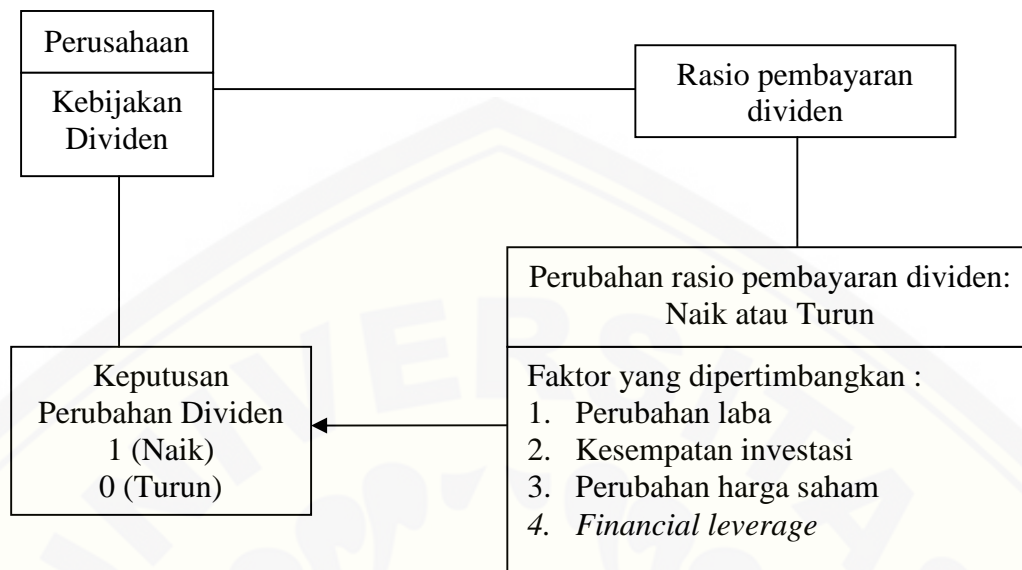 Perusahaan
Kebijakan
Dividen
Rasio pembayaran
dividen
Perubahan rasio pembayaran dividen:
Naik atau Turun
Faktor yang dipertimbangkan :
1. Perubahan laba
2. Kesempatan investasi
3. Perubahan harga saham
4. Financial leverage
Keputusan
Perubahan Dividen
1 (Naik)
0 (Turun)
UNIVERSITAS